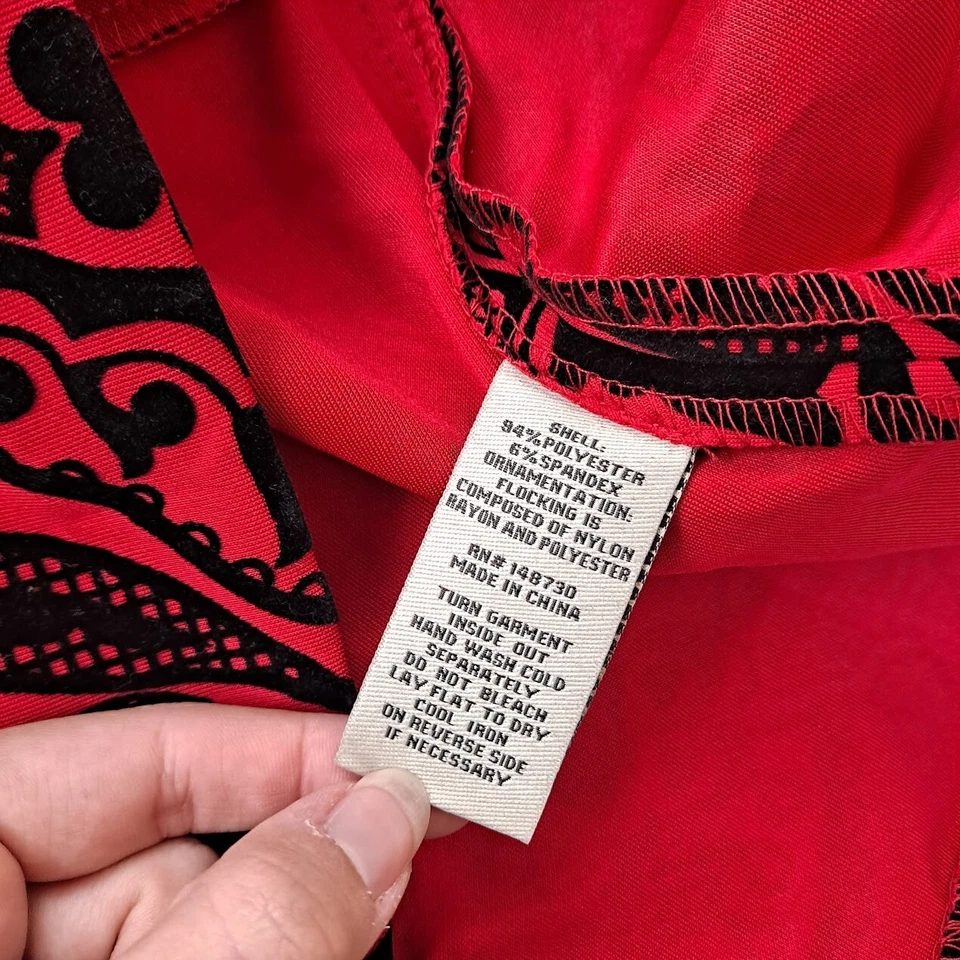 SHELL:
94%POLYESTER
6%SPANDEX
ORNAMENTATION:
FLOCKING IS
COMPOSED OF NYLON
RAYON AND POLYESTER
RN# 148730
MADE IN CHINA
TURN GARMENT
INSIDE OUT
HAND WASH COLD
SEPARATELY
DO NOT BLEACH
LAY FLAT TO DRY
COOL IRON
ON REVERSE SIDE
IF NECESSARY